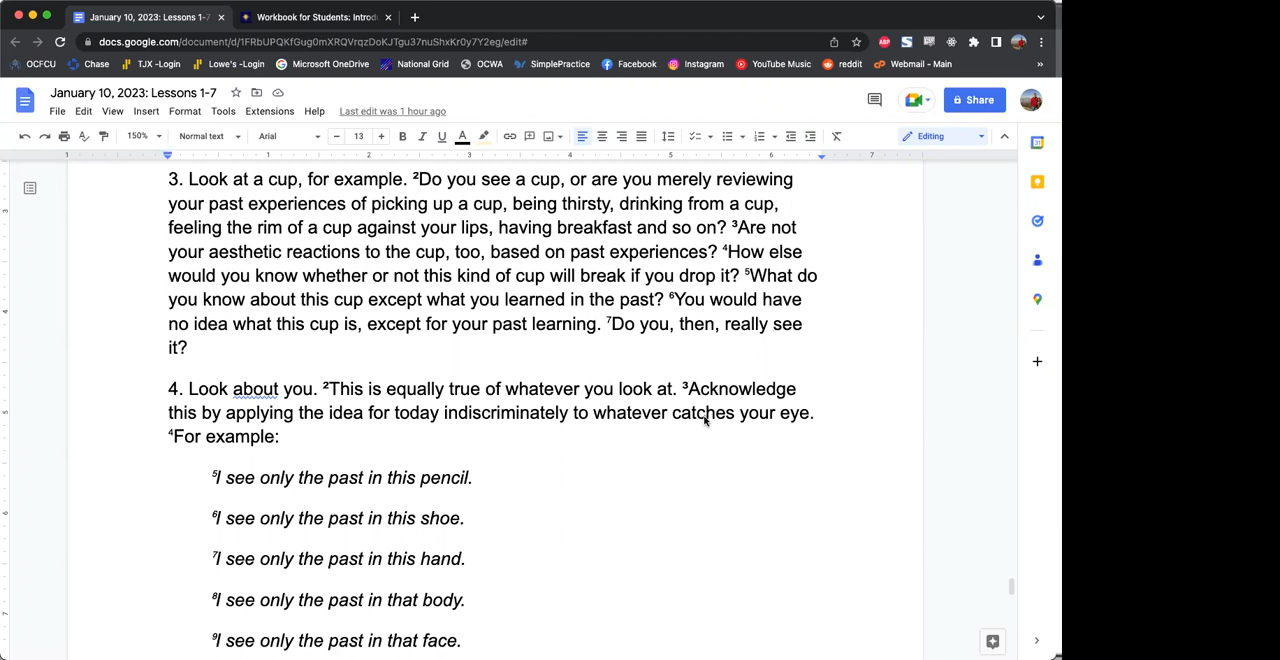 January 10, 2023: Lessons 1-7
Workbook for Students: Introdu
docs.google.com/document/d/1FRbUPQKfGug0mXRQVrqzDoKJTgu37nuShxKr0y7Y2eg/edit#
OCFCU Chase TJX -Login Lowe's -Login Microsoft OneDrive National Grid OCWA SimplePractice Facebook Instagram YouTube Music reddit Webmail - Main »
January 10, 2023: Lessons 1-7
File Edit View Insert Format Tools Extensions Help Last edit was 1 hour ago
Share
150% Normal text Arial 13 B I U A Editing
1 1 2 3 4 5 6 7
3. Look at a cup, for example. ²Do you see a cup, or are you merely reviewing
your past experiences of picking up a cup, being thirsty, drinking from a cup,
feeling the rim of a cup against your lips, having breakfast and so on? ³Are not
your aesthetic reactions to the cup, too, based on past experiences? ⁴How else
would you know whether or not this kind of cup will break if you drop it? ⁵What do
you know about this cup except what you learned in the past? ⁶You would have
no idea what this cup is, except for your past learning. ⁷Do you, then, really see
it?
4. Look about you. ²This is equally true of whatever you look at. ³Acknowledge
this by applying the idea for today indiscriminately to whatever catches your eye.
⁴For example:
⁵I see only the past in this pencil.
⁶I see only the past in this shoe.
⁷I see only the past in this hand.
⁸I see only the past in that body.
⁹I see only the past in that face.